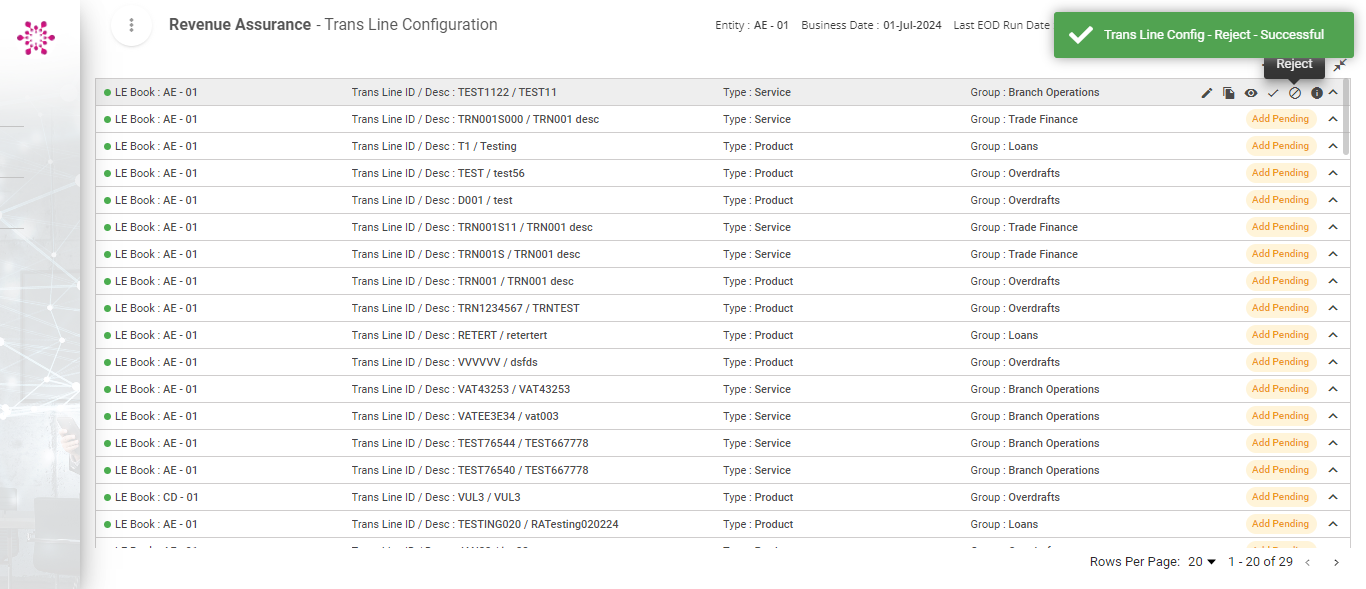 Revenue Assurance - Trans Line Configuration
Entity : AE - 01 Business Date : 01-Jul-2024 Last EOD Run Date
Trans Line Config - Reject - Successful
Reject
LE Book : AE - 01 Trans Line ID / Desc : TEST1122 / TEST11 Type : Service Group : Branch Operations
LE Book : AE - 01 Trans Line ID / Desc : TRN001S000 / TRN001 desc Type : Service Group : Trade Finance Add Pending
LE Book : AE - 01 Trans Line ID / Desc : T1 / Testing Type : Product Group : Loans Add Pending
LE Book : AE - 01 Trans Line ID / Desc : TEST / test56 Type : Product Group : Overdrafts Add Pending
LE Book : AE - 01 Trans Line ID / Desc : D001 / test Type : Product Group : Overdrafts Add Pending
LE Book : AE - 01 Trans Line ID / Desc : TRN001S11 / TRN001 desc Type : Service Group : Trade Finance Add Pending
LE Book : AE - 01 Trans Line ID / Desc : TRN001S / TRN001 desc Type : Service Group : Trade Finance Add Pending
LE Book : AE - 01 Trans Line ID / Desc : TRN001 / TRN001 desc Type : Product Group : Overdrafts Add Pending
LE Book : AE - 01 Trans Line ID / Desc : TRN1234567 / TRNTEST Type : Product Group : Overdrafts Add Pending
LE Book : AE - 01 Trans Line ID / Desc : RETERT / retertert Type : Product Group : Loans Add Pending
LE Book : AE - 01 Trans Line ID / Desc : VVVVVV / dsfds Type : Product Group : Overdrafts Add Pending
LE Book : AE - 01 Trans Line ID / Desc : VAT43253 / VAT43253 Type : Service Group : Branch Operations Add Pending
LE Book : AE - 01 Trans Line ID / Desc : VATEE3E34 / vat003 Type : Service Group : Branch Operations Add Pending
LE Book : AE - 01 Trans Line ID / Desc : TEST76544 / TEST667778 Type : Service Group : Branch Operations Add Pending
LE Book : AE - 01 Trans Line ID / Desc : TEST76540 / TEST667778 Type : Service Group : Branch Operations Add Pending
LE Book : CD - 01 Trans Line ID / Desc : VUL3 / VUL3 Type : Product Group : Overdrafts Add Pending
LE Book : AE - 01 Trans Line ID / Desc : TESTING020 / RATesting020224 Type : Product Group : Loans Add Pending
Rows Per Page: 20 1 - 20 of 29